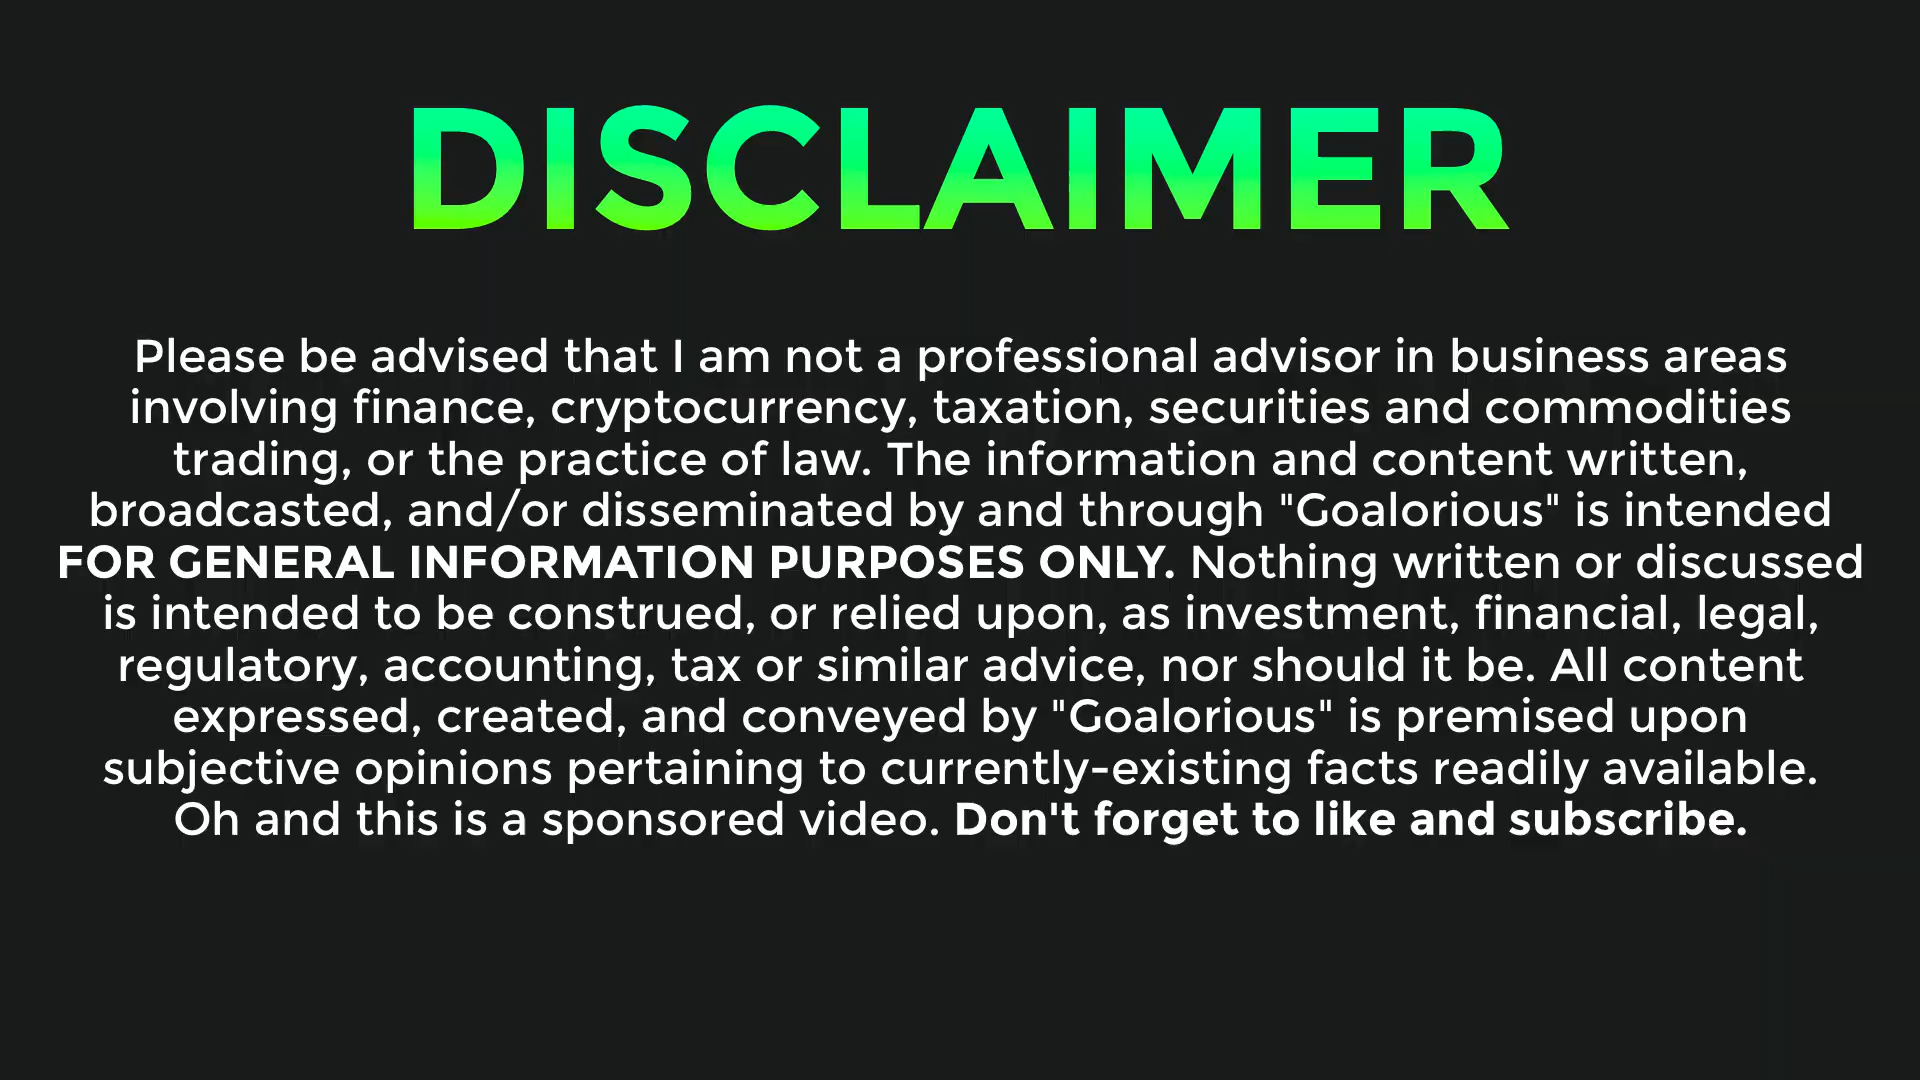 DISCLAIMER
Please be advised that I am not a professional advisor in business areas
involving finance, cryptocurrency, taxation, securities and commodities
trading, or the practice of law. The information and content written,
broadcasted, and/or disseminated by and through "Goalorious" is intended
FOR GENERAL INFORMATION PURPOSES ONLY. Nothing written or discussed
is intended to be construed, or relied upon, as investment, financial, legal,
regulatory, accounting, tax or similar advice, nor should it be. All content
expressed, created, and conveyed by "Goalorious" is premised upon
subjective opinions pertaining to currently-existing facts readily available.
Oh and this is a sponsored video. Don't forget to like and subscribe.